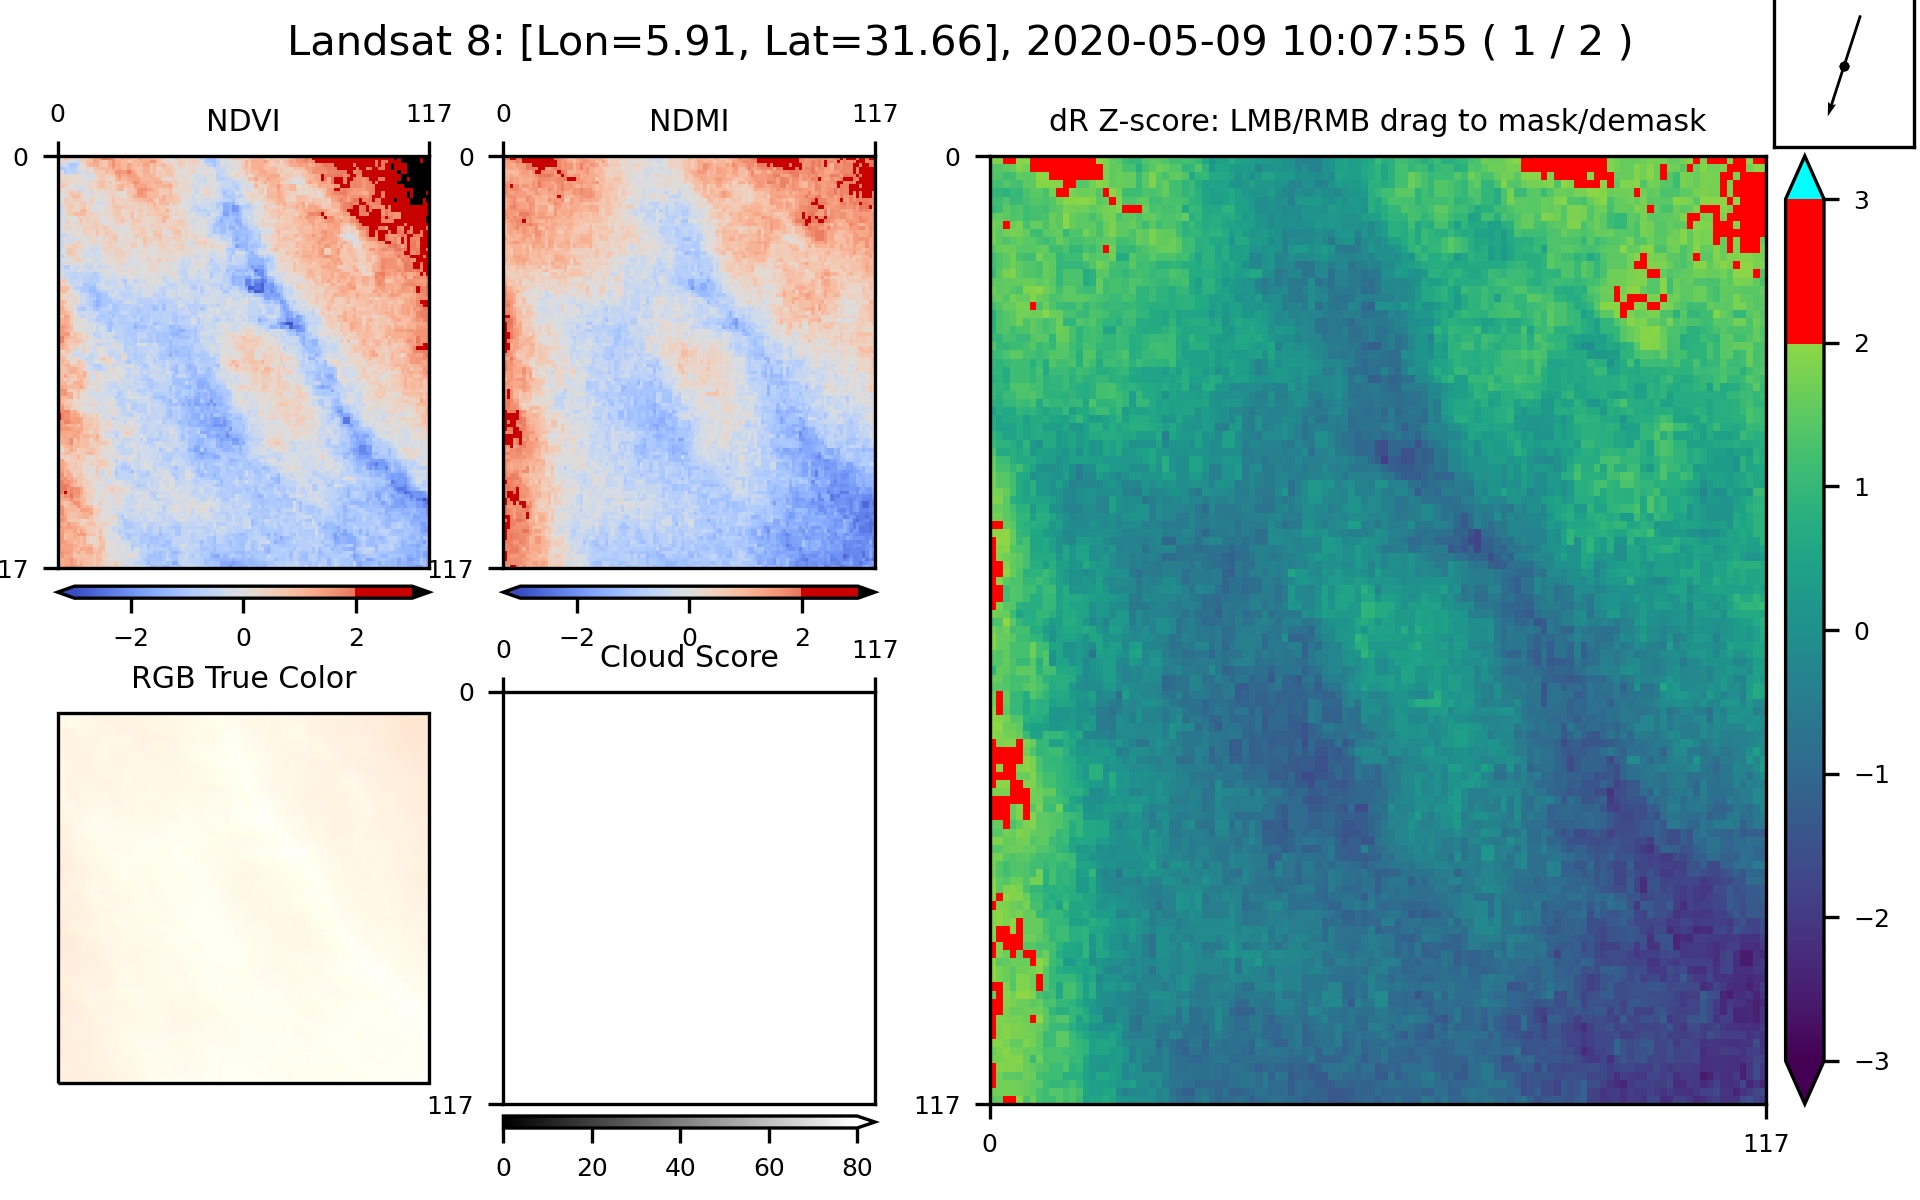 Landsat 8: [Lon=5.91, Lat=31.66], 2020-05-09 10:07:55 ( 1 / 2 )
0 NDVI 117 0 NDMI 117 dR Z-score: LMB/RMB drag to mask/demask
0 0 0
3
2
1
0
−1
−2
−3
17 117
−2 0 2 −2 0 2
RGB True Color 0 Cloud Score 117
0
117 117
0 117
0 20 40 60 80